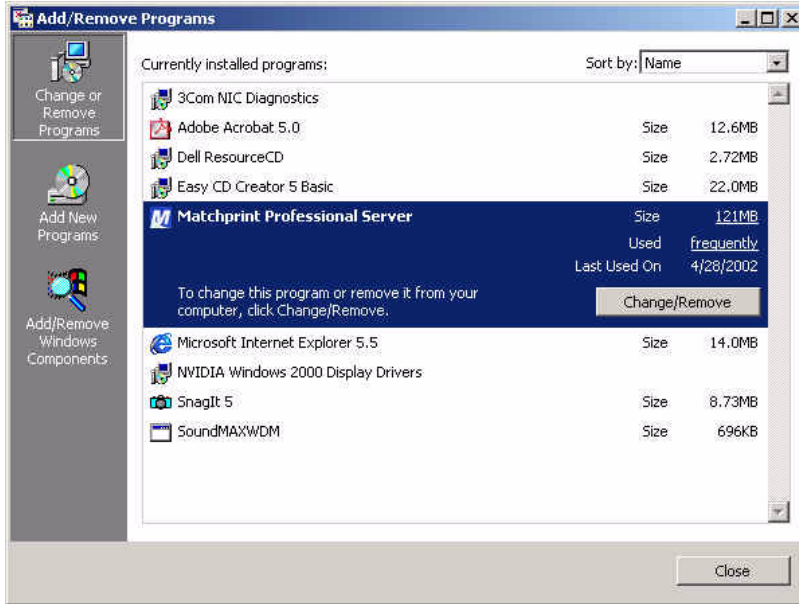 Add/Remove Programs
Change or
Remove
Programs
Add New
Programs
Add/Remove
Windows
Components
Currently installed programs:
Sort by: Name
3Com NIC Diagnostics
Adobe Acrobat 5.0 Size 12.6MB
Dell ResourceCD Size 2.72MB
Easy CD Creator 5 Basic Size 22.0MB
Matchprint Professional Server Size 121MB
Used frequently
Last Used On 4/28/2002
To change this program or remove it from your
computer, click Change/Remove.
Change/Remove
Microsoft Internet Explorer 5.5 Size 14.0MB
NVIDIA Windows 2000 Display Drivers
SnagIt 5 Size 8.73MB
SoundMAXWDM Size 696KB
Close